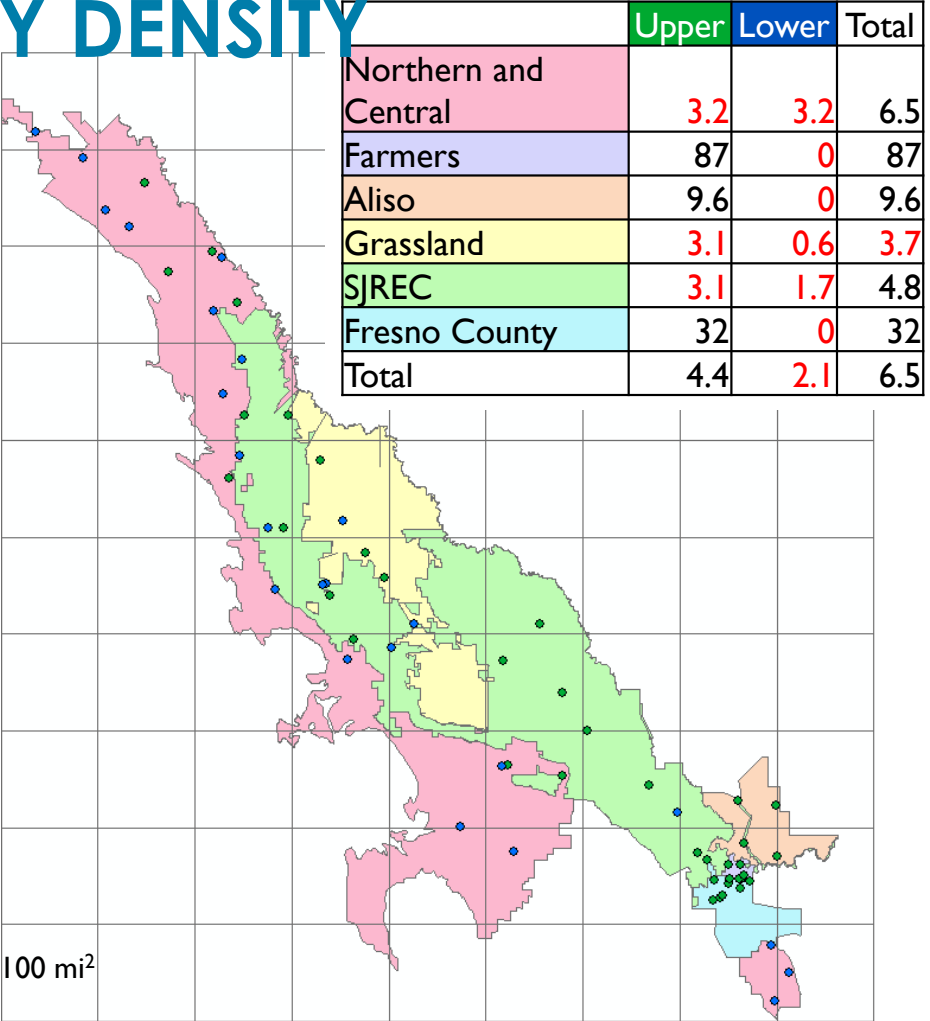 Y DENSITY
Upper Lower Total
Northern and
Central 3.2 3.2 6.5
Farmers 87 0 87
Aliso 9.6 0 9.6
Grassland 3.1 0.6 3.7
SJREC 3.1 1.7 4.8
Fresno County 32 0 32
Total 4.4 2.1 6.5
100 mi²